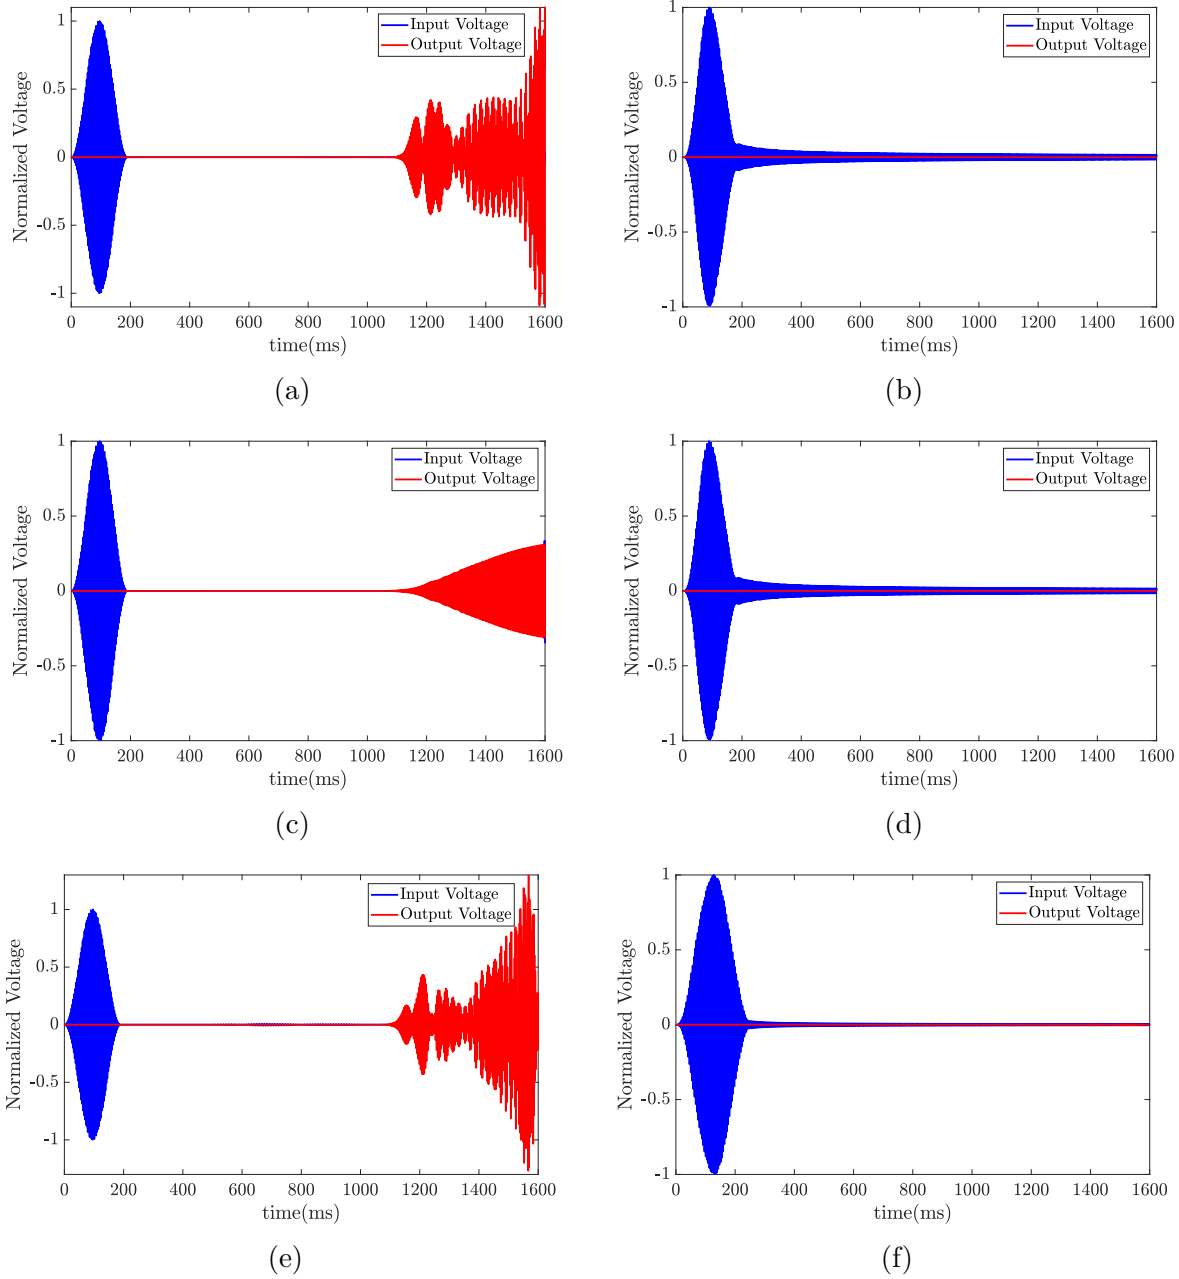 Input Voltage
Output Voltage
1
0.5
0
-0.5
-1
Normalized Voltage
0 200 400 600 800 1000 1200 1400 1600
time(ms)
(a)
Input Voltage
Output Voltage
1
0.5
0
-0.5
-1
Normalized Voltage
0 200 400 600 800 1000 1200 1400 1600
time(ms)
(b)
Input Voltage
Output Voltage
1
0.5
0
-0.5
-1
Normalized Voltage
0 200 400 600 800 1000 1200 1400 1600
time(ms)
(c)
Input Voltage
Output Voltage
1
0.5
0
-0.5
-1
Normalized Voltage
0 200 400 600 800 1000 1200 1400 1600
time(ms)
(d)
Input Voltage
Output Voltage
1
0.5
0
-0.5
-1
Normalized Voltage
0 200 400 600 800 1000 1200 1400 1600
time(ms)
(e)
Input Voltage
Output Voltage
1
0.5
0
-0.5
-1
Normalized Voltage
0 200 400 600 800 1000 1200 1400 1600
time(ms)
(f)